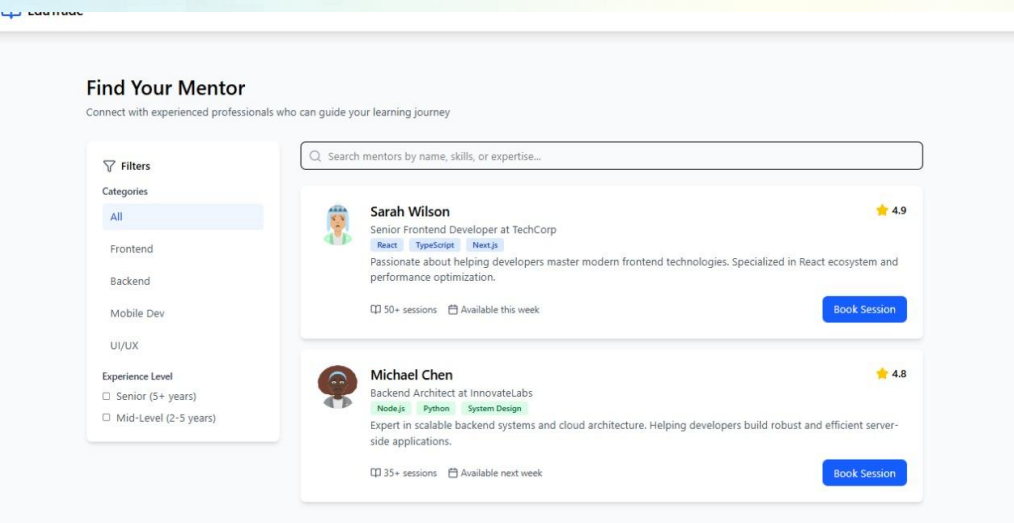 EduTrade
Find Your Mentor
Connect with experienced professionals who can guide your learning journey
Filters
Categories
All
Frontend
Backend
Mobile Dev
UI/UX
Experience Level
Senior (5+ years)
Mid-Level (2-5 years)
Search mentors by name, skills, or expertise...
Sarah Wilson
4.9
Senior Frontend Developer at TechCorp
React TypeScript Next.js
Passionate about helping developers master modern frontend technologies. Specialized in React ecosystem and
performance optimization.
50+ sessions Available this week
Book Session
Michael Chen
4.8
Backend Architect at InnovateLabs
Node.js Python System Design
Expert in scalable backend systems and cloud architecture. Helping developers build robust and efficient server-
side applications.
35+ sessions Available next week
Book Session